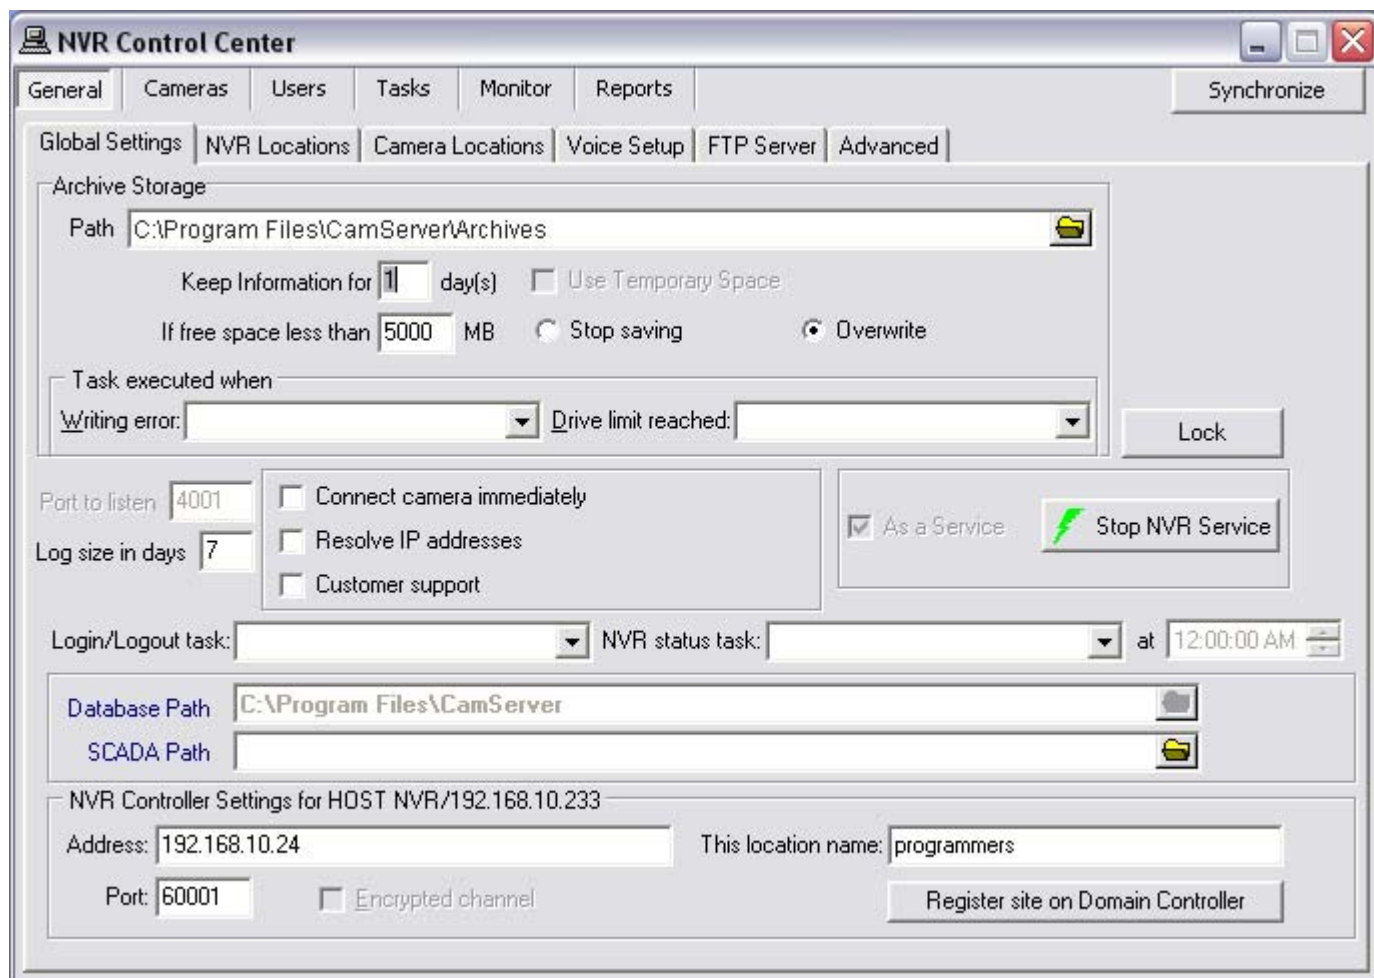 NVR Control Center
General Cameras Users Tasks Monitor Reports Synchronize
Global Settings NVR Locations Camera Locations Voice Setup FTP Server Advanced
Archive Storage
Path C:\Program Files\CamServer\Archives
Keep Information for 1 day(s) Use Temporary Space
If free space less than 5000 MB Stop saving Overwrite
Task executed when
Writing error: Drive limit reached:
Lock
Port to listen 4001 Connect camera immediately
As a Service Stop NVR Service
Resolve IP addresses
Log size in days 7
Customer support
Login/Logout task: NVR status task: at 12:00:00 AM
Database Path C:\Program Files\CamServer
SCADA Path
NVR Controller Settings for HOST NVR/192.168.10.233
Address: 192.168.10.24 This location name: programmers
Port: 60001 Encrypted channel Register site on Domain Controller